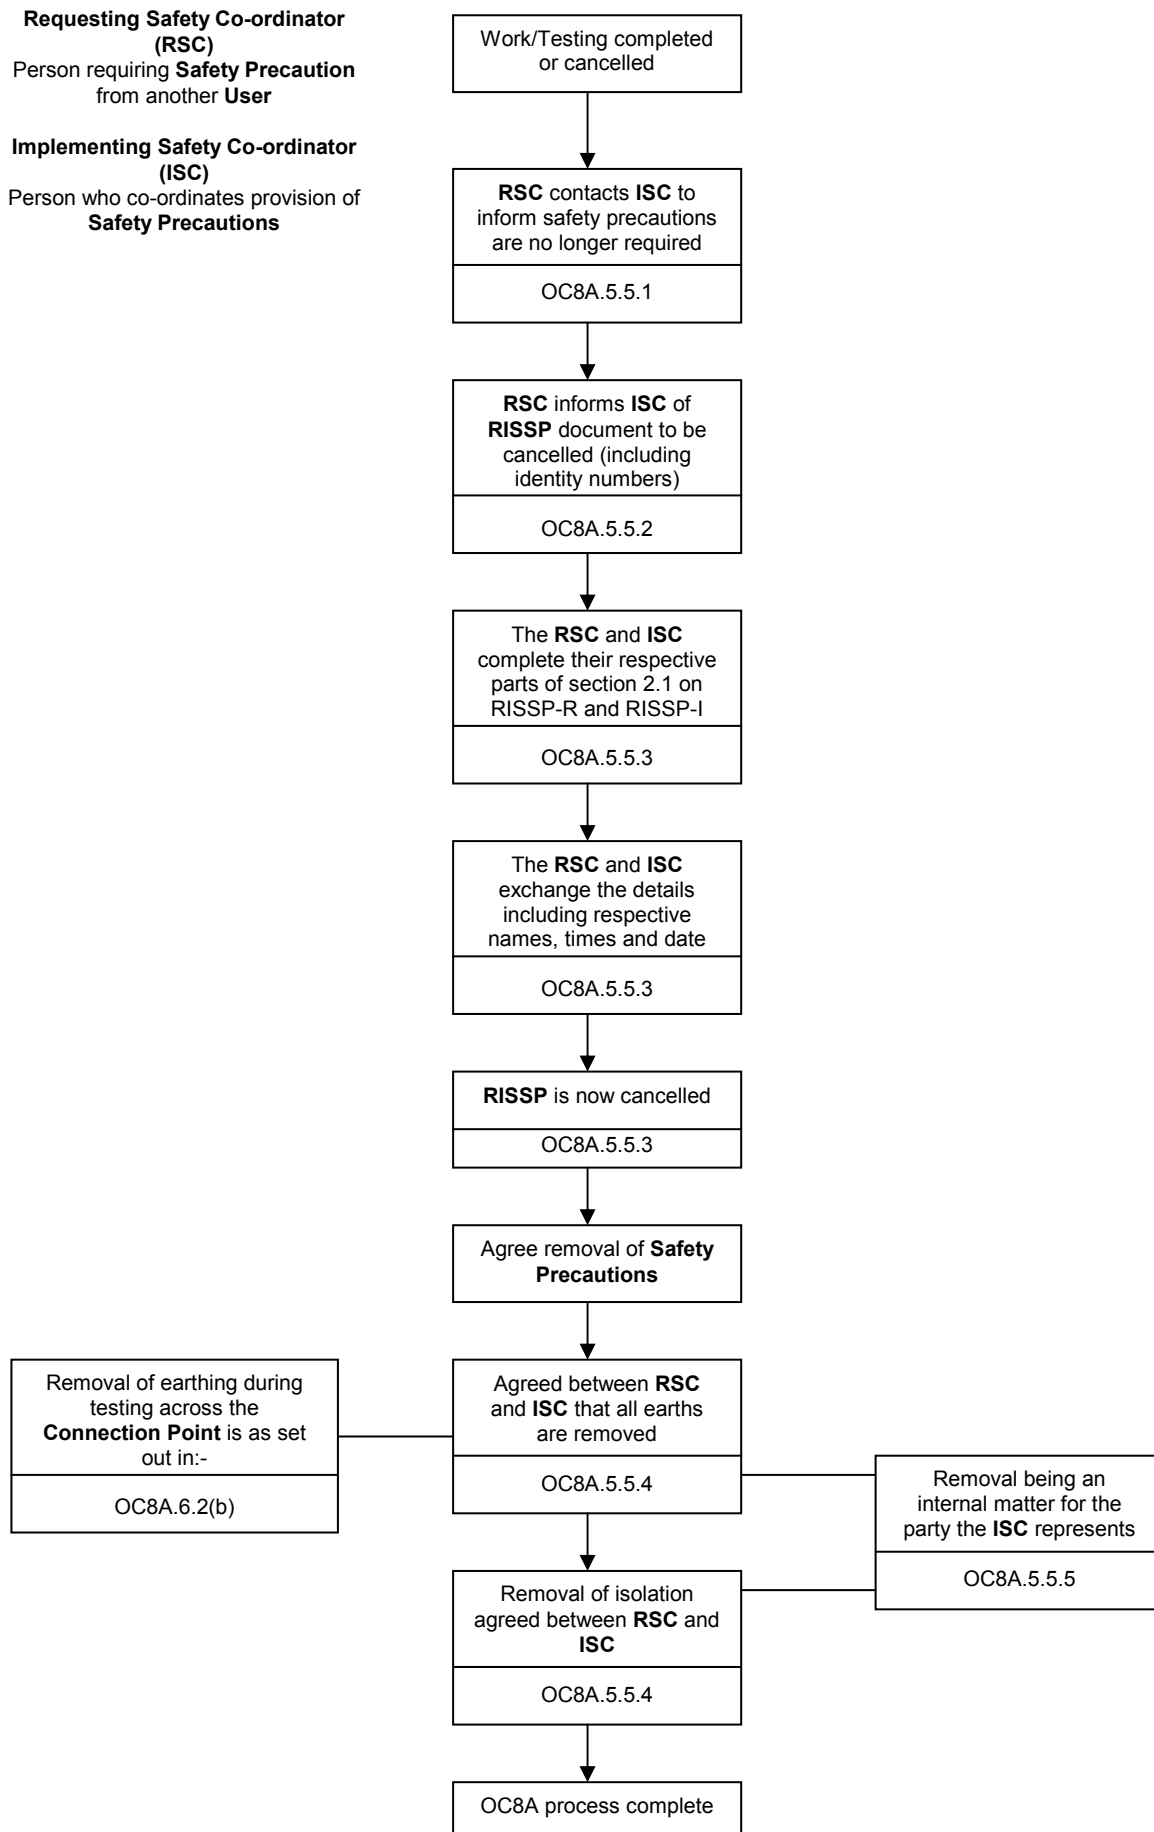 Requesting Safety Co-ordinator
(RSC)
Person requiring Safety Precaution
from another User
Implementing Safety Co-ordinator
(ISC)
Person who co-ordinates provision of
Safety Precautions
Work/Testing completed
or cancelled
RSC contacts ISC to
inform safety precautions
are no longer required
OC8A.5.5.1
RSC informs ISC of
RISSP document to be
cancelled (including
identity numbers)
OC8A.5.5.2
The RSC and ISC
complete their respective
parts of section 2.1 on
RISSP-R and RISSP-I
OC8A.5.5.3
The RSC and ISC
exchange the details
including respective
names, times and date
OC8A.5.5.3
RISSP is now cancelled
OC8A.5.5.3
Agree removal of Safety
Precautions
Removal of earthing during
testing across the
Connection Point is as set
out in:-
OC8A.6.2(b)
Agreed between RSC
and ISC that all earths
are removed
OC8A.5.5.4
Removal being an
internal matter for the
party the ISC represents
OC8A.5.5.5
Removal of isolation
agreed between RSC and
ISC
OC8A.5.5.4
OC8A process complete